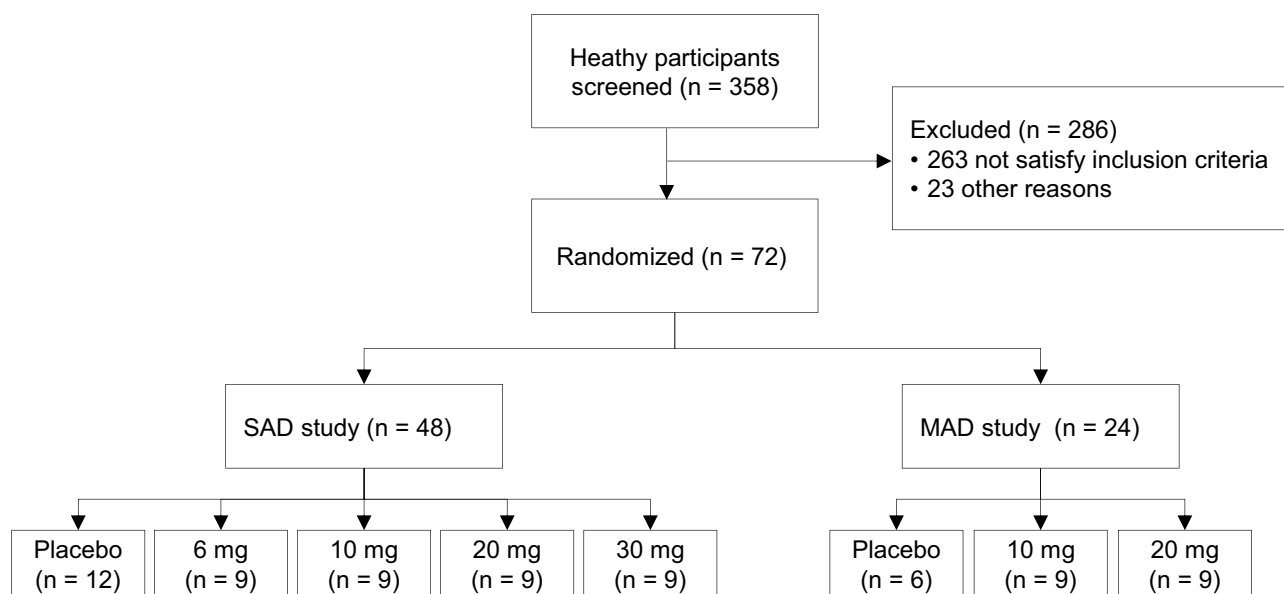 Heathy participants
screened (n = 358)
Excluded (n = 286)
• 263 not satisfy inclusion criteria
• 23 other reasons
Randomized (n = 72)
SAD study (n = 48)
MAD study (n = 24)
Placebo
(n = 12)
6 mg
(n = 9)
10 mg
(n = 9)
20 mg
(n = 9)
30 mg
(n = 9)
Placebo
(n = 6)
10 mg
(n = 9)
20 mg
(n = 9)